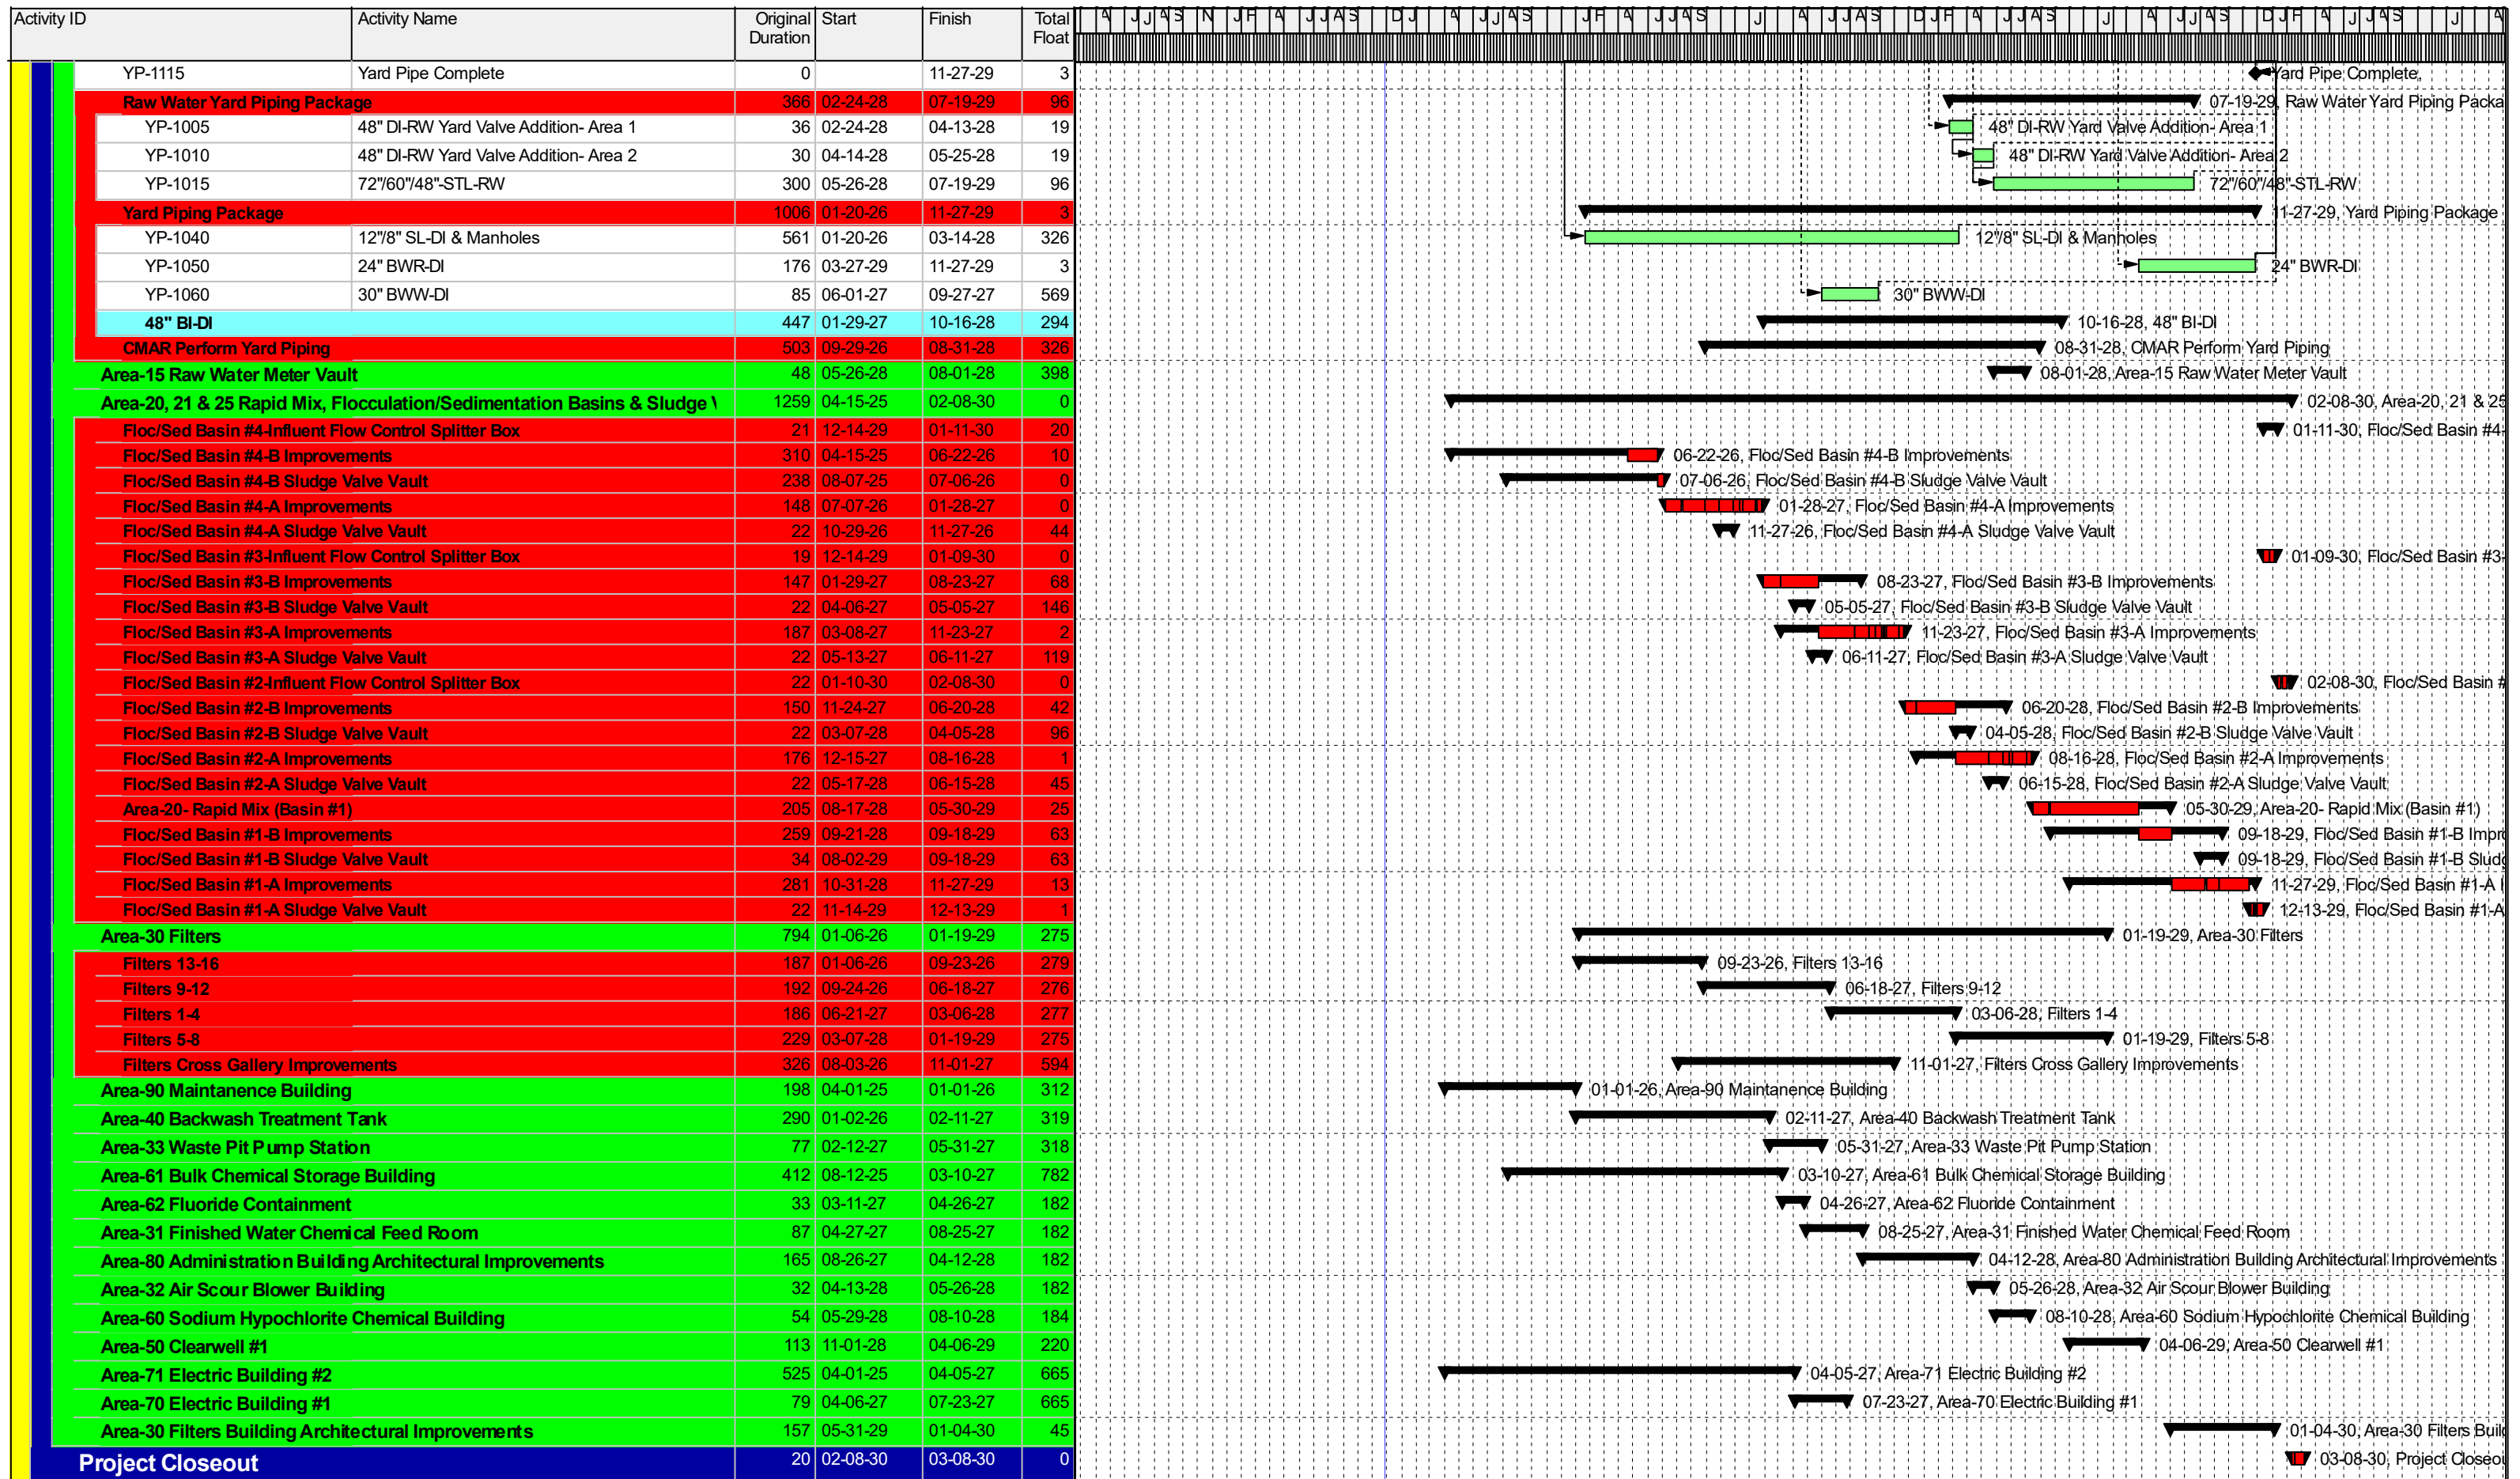 Activity ID Activity Name Original Duration Start Finish Total Float
YP-1115 Yard Pipe Complete 0 11-27-29 3 Yard Pipe Complete,
Raw Water Yard Piping Package 366 02-24-28 07-19-29 96 07-19-29, Raw Water Yard Piping Packa
YP-1005 48" DI-RW Yard Valve Addition- Area 1 36 02-24-28 04-13-28 19 48" DI-RW Yard Valve Addition- Area 1
YP-1010 48" DI-RW Yard Valve Addition- Area 2 30 04-14-28 05-25-28 19 48" DI-RW Yard Valve Addition- Area 2
YP-1015 72"/60"/48"-STL-RW 300 05-26-28 07-19-29 96 72"/60"/48"-STL-RW
Yard Piping Package 1006 01-20-26 11-27-29 3 11-27-29, Yard Piping Package
YP-1040 12"/8" SL-DI & Manholes 561 01-20-26 03-14-28 326 12"/8" SL-DI & Manholes
YP-1050 24" BWR-DI 176 03-27-29 11-27-29 3 24" BWR-DI
YP-1060 30" BWW-DI 85 06-01-27 09-27-27 569 30" BWW-DI
48" BI-DI 447 01-29-27 10-16-28 294 10-16-28, 48" BI-DI
CMAR Perform Yard Piping 503 09-29-26 08-31-28 326 08-31-28, CMAR Perform Yard Piping
Area-15 Raw Water Meter Vault 48 05-26-28 08-01-28 398 08-01-28, Area-15 Raw Water Meter Vault
Area-20, 21 & 25 Rapid Mix, Flocculation/Sedimentation Basins & Sludge 1259 04-15-25 02-08-30 0 02-08-30, Area-20, 21 & 25
Floc/Sed Basin #4-Influent Flow Control Splitter Box 21 12-14-29 01-11-30 20 01-11-30, Floc/Sed Basin #4-
Floc/Sed Basin #4-B Improvements 310 04-15-25 06-22-26 10 06-22-26, Floc/Sed Basin #4-B Improvements
Floc/Sed Basin #4-B Sludge Valve Vault 238 08-07-25 07-06-26 0 07-06-26, Floc/Sed Basin #4-B Sludge Valve Vault
Floc/Sed Basin #4-A Improvements 148 07-07-26 01-28-27 0 01-28-27, Floc/Sed Basin #4-A Improvements
Floc/Sed Basin #4-A Sludge Valve Vault 22 10-29-26 11-27-26 44 11-27-26, Floc/Sed Basin #4-A Sludge Valve Vault
Floc/Sed Basin #3-Influent Flow Control Splitter Box 19 12-14-29 01-09-30 0 01-09-30, Floc/Sed Basin #3-
Floc/Sed Basin #3-B Improvements 147 01-29-27 08-23-27 68 08-23-27, Floc/Sed Basin #3-B Improvements
Floc/Sed Basin #3-B Sludge Valve Vault 22 04-06-27 05-05-27 146 05-05-27, Floc/Sed Basin #3-B Sludge Valve Vault
Floc/Sed Basin #3-A Improvements 187 03-08-27 11-23-27 2 11-23-27, Floc/Sed Basin #3-A Improvements
Floc/Sed Basin #3-A Sludge Valve Vault 22 05-13-27 06-11-27 119 06-11-27, Floc/Sed Basin #3-A Sludge Valve Vault
Floc/Sed Basin #2-Influent Flow Control Splitter Box 22 01-10-30 02-08-30 0 02-08-30, Floc/Sed Basin #
Floc/Sed Basin #2-B Improvements 150 11-24-27 06-20-28 42 06-20-28, Floc/Sed Basin #2-B Improvements
Floc/Sed Basin #2-B Sludge Valve Vault 22 03-07-28 04-05-28 96 04-05-28, Floc/Sed Basin #2-B Sludge Valve Vault
Floc/Sed Basin #2-A Improvements 176 12-15-27 08-16-28 1 08-16-28, Floc/Sed Basin #2-A Improvements
Floc/Sed Basin #2-A Sludge Valve Vault 22 05-17-28 06-15-28 45 06-15-28, Floc/Sed Basin #2-A Sludge Valve Vault
Area-20- Rapid Mix (Basin #1) 205 08-17-28 05-30-29 25 05-30-29, Area-20- Rapid Mix (Basin #1)
Floc/Sed Basin #1-B Improvements 259 09-21-28 09-18-29 63 09-18-29, Floc/Sed Basin #1-B Impro
Floc/Sed Basin #1-B Sludge Valve Vault 34 08-02-29 09-18-29 63 09-18-29, Floc/Sed Basin #1-B Sludg
Floc/Sed Basin #1-A Improvements 281 10-31-28 11-27-29 13 11-27-29, Floc/Sed Basin #1-A I
Floc/Sed Basin #1-A Sludge Valve Vault 22 11-14-29 12-13-29 1 12-13-29, Floc/Sed Basin #1-A
Area-30 Filters 794 01-06-26 01-19-29 275 01-19-29, Area-30 Filters
Filters 13-16 187 01-06-26 09-23-26 279 09-23-26, Filters 13-16
Filters 9-12 192 09-24-26 06-18-27 276 06-18-27, Filters 9-12
Filters 1-4 186 06-21-27 03-06-28 277 03-06-28, Filters 1-4
Filters 5-8 229 03-07-28 01-19-29 275 01-19-29, Filters 5-8
Filters Cross Gallery Improvements 326 08-03-26 11-01-27 594 11-01-27, Filters Cross Gallery Improvements
Area-90 Maintanence Building 198 04-01-25 01-01-26 312 01-01-26, Area-90 Maintanence Building
Area-40 Backwash Treatment Tank 290 01-02-26 02-11-27 319 02-11-27, Area-40 Backwash Treatment Tank
Area-33 Waste Pit Pump Station 77 02-12-27 05-31-27 318 05-31-27, Area-33 Waste Pit Pump Station
Area-61 Bulk Chemical Storage Building 412 08-12-25 03-10-27 782 03-10-27, Area-61 Bulk Chemical Storage Building
Area-62 Fluoride Containment 33 03-11-27 04-26-27 182 04-26-27, Area-62 Fluoride Containment
Area-31 Finished Water Chemical Feed Room 87 04-27-27 08-25-27 182 08-25-27, Area-31 Finished Water Chemical Feed Room
Area-80 Administration Building Architectural Improvements 165 08-26-27 04-12-28 182 04-12-28, Area-80 Administration Building Architectural Improvements
Area-32 Air Scour Blower Building 32 04-13-28 05-26-28 182 05-26-28, Area-32 Air Scour Blower Building
Area-60 Sodium Hypochlorite Chemical Building 54 05-29-28 08-10-28 184 08-10-28, Area-60 Sodium Hypochlorite Chemical Building
Area-50 Clearwell #1 113 11-01-28 04-06-29 220 04-06-29, Area-50 Clearwell #1
Area-71 Electric Building #2 525 04-01-25 04-05-27 665 04-05-27, Area-71 Electric Building #2
Area-70 Electric Building #1 79 04-06-27 07-23-27 665 07-23-27, Area-70 Electric Building #1
Area-30 Filters Building Architectural Improvements 157 05-31-29 01-04-30 45 01-04-30, Area-30 Filters Build
Project Closeout 20 02-08-30 03-08-30 0 03-08-30, Project Closeou